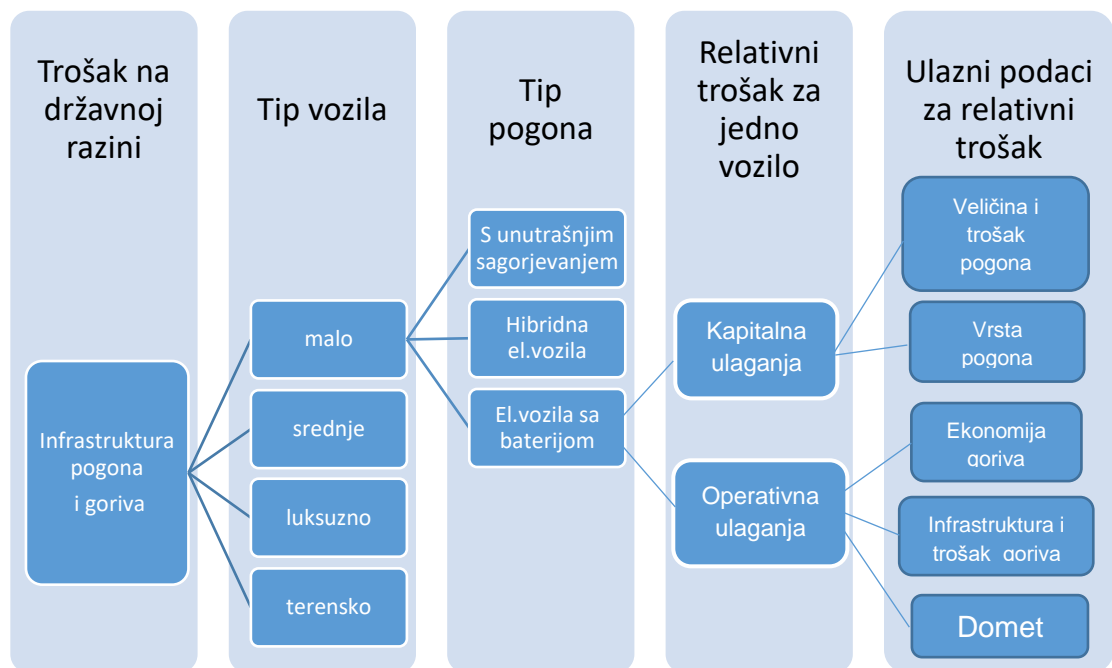 Trošak na
državnoj
razini
Infrastruktura
pogona
i goriva
Tip vozila
malo
srednje
luksuzno
terensko
Tip
pogona
S unutrašnjim
sagorjevanjem
Hibridna
el.vozila
El.vozila sa
baterijom
Relativni
trošak za
jedno
vozilo
Kapitalna
ulaganja
Operativna
ulaganja
Ulazni podaci
za relativni
trošak
Veličina i
trošak
pogona
Vrsta
pogona
Ekonomija
goriva
Infrastruktura i
trošak goriva
Domet